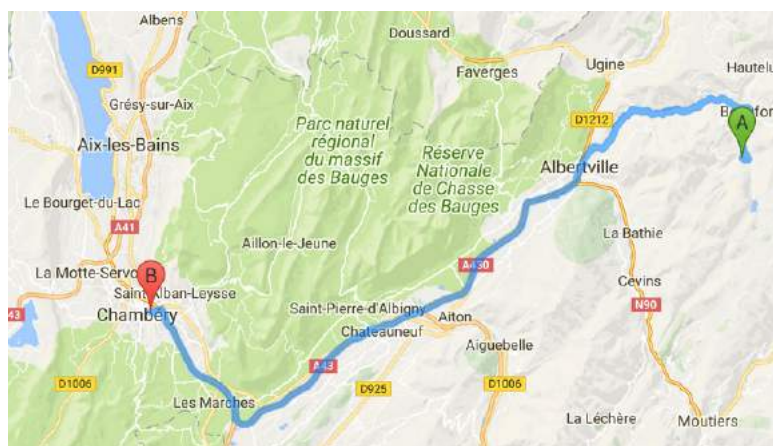 Albens
Doussard
D991
Faverges
Ugine
Hautelu
Grésy-sur-Aix
Parc naturel
régional
du massif
des Bauges
D1212
A
Aix-les-Bains
Réserve
Nationale
de Chasse
des Bauges
Albertville
Le Bourget-du-Lac
A41
La Bathie
Aillon-le-Jeune
A430
La Motte-Servo
B
Saint-Alban-Leysse
Cevins
43
Chambéry
Saint-Pierre-d'Albigny
N90
Aiton
Chateauneuf
Aiguebelle
A43
D1006
D925
D1006
Les Marches
La Léchère
Moutiers